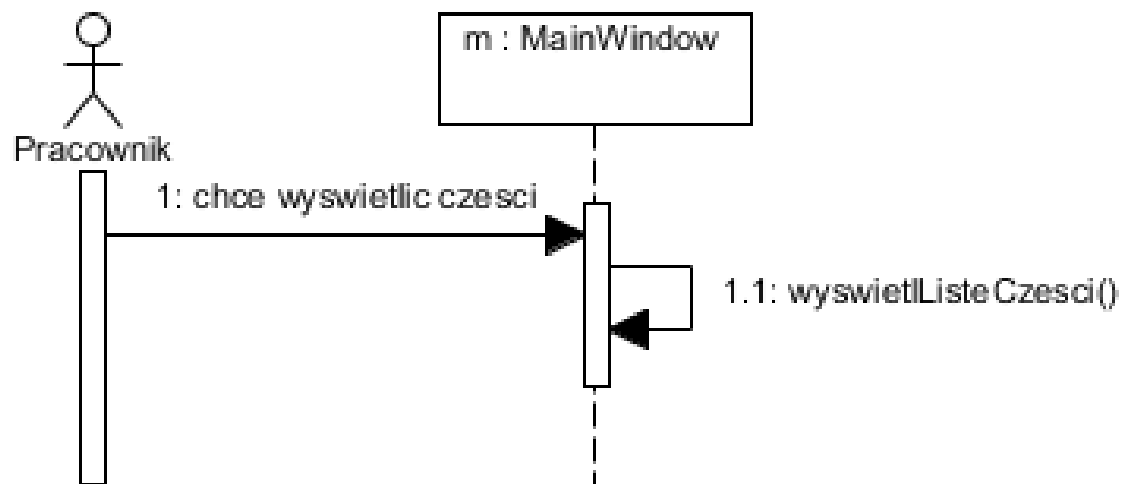 m : MainWindow
Pracownik
1: chce wyswietlic czesci
1.1: wyswietlListeCzesci()